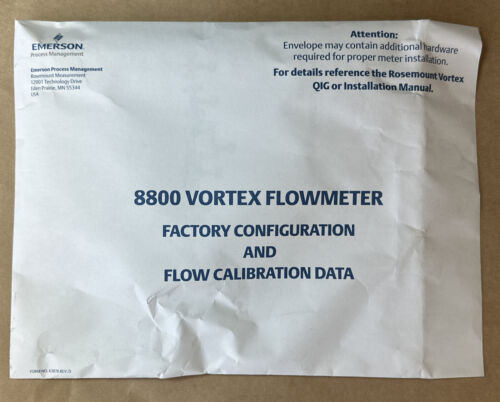 EMERSON
Process Management
Emerson Process Management
Rosemount Measurement
12001 Technology Drive
Eden Prairie, MN 55344
USA
Attention:
Envelope may contain additional hardware
required for proper meter installation.
For details reference the Rosemount Vortex
QIG or Installation Manual.
8800 VORTEX FLOWMETER
FACTORY CONFIGURATION
AND
FLOW CALIBRATION DATA